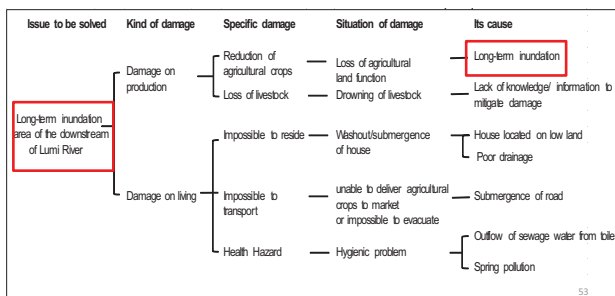 Issue to be solved Kind of damage Specific damage Situation of damage Its cause
Reduction of
agricultural crops
Loss of agricultural
land function
Long-term inundation
Damage on
production
Loss of livestock
Drowning of livestock
Lack of knowledge/ information to
mitigate damage
Long-term inundation
area of the downstream
of Lumi River
Impossible to reside
Washout/submergence
of house
House located on low land
Poor drainage
Damage on living
Impossible to
transport
unable to deliver agricultural
crops to market
or impossible to evacuate
Submergence of road
Health Hazard
Hygienic problem
Outflow of sewage water from toile
Spring pollution
53